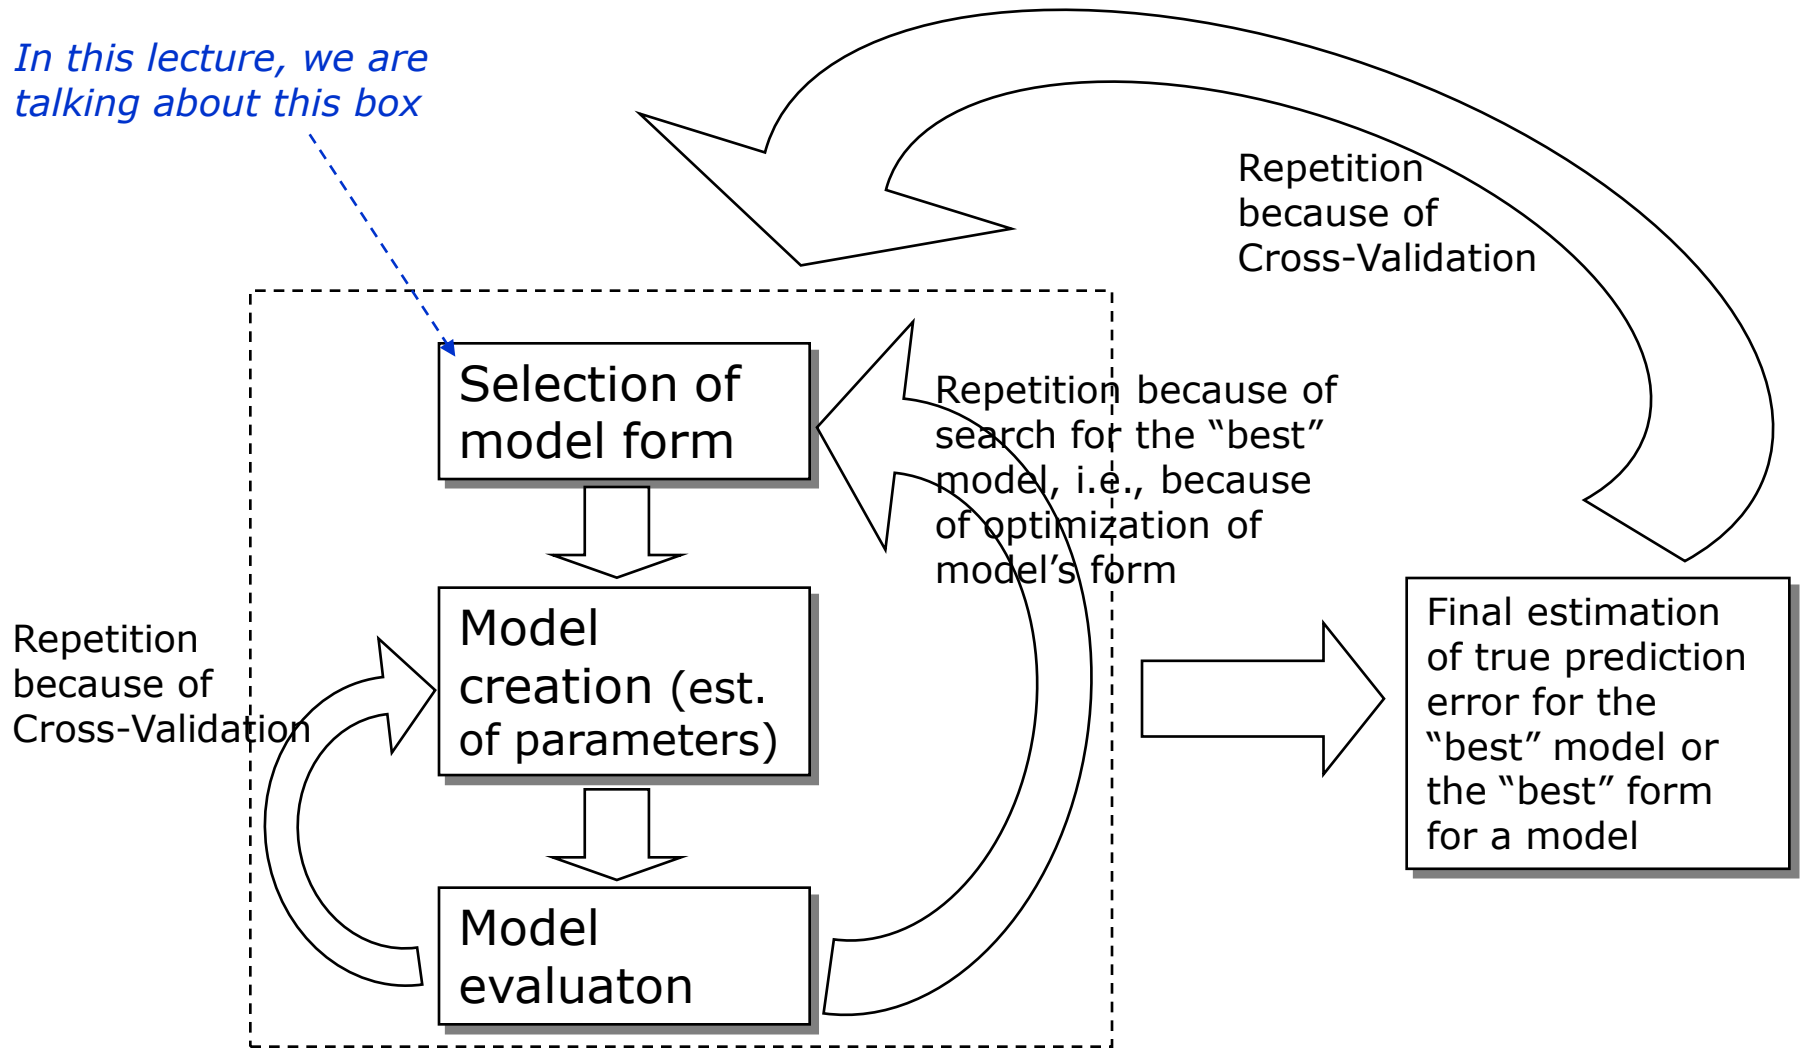 In this lecture, we are
talking about this box
Repetition
because of
Cross-Validation
Selection of
model form
Repetition because of
search for the “best”
model, i.e., because
of optimization of
model’s form
Model
creation (est.
of parameters)
Repetition
because of
Cross-Validation
Final estimation
of true prediction
error for the
“best” model or
the “best” form
for a model
Model
evaluaton